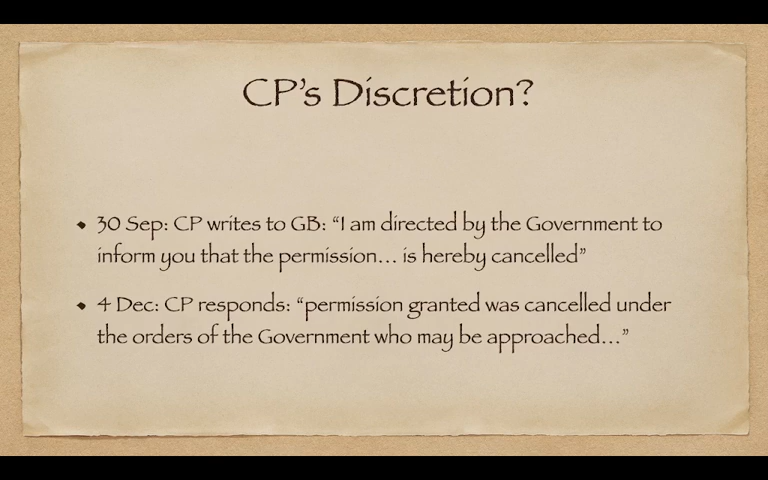 CP's Discretion?
30 Sep: CP writes to GB: “I am directed by the Government to
inform you that the permission... is hereby cancelled”
4 Dec: CP responds: “permission granted was cancelled under
the orders of the Government who may be approached...”